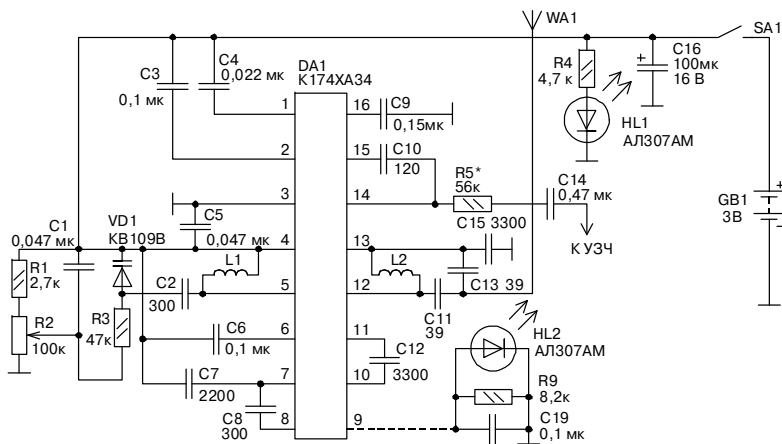 WA1
SA1
C4
0,022 мк
DA1
К174ХА34
R4
4,7 к
C16
100мк
16 В
+
C3
0,1 мк
1
16
C9
0,15мк
HL1
АЛ307АМ
2
15
C10
120
R5*
56к
C14
0,47 мк
GB1
3В
+
-
3
14
C1
0,047 мк
VD1
КВ109В
C5
0,047 мк
C15 3300
К УЗЧ
4
13
R1
2,7к
L1
L2
C2
300
5
12
C13 39
C11
39
R2
100к
R3
47к
C6
0,1 мк
6
11
C12
3300
HL2
АЛ307АМ
C7
2200
7
10
R9
8,2к
C8
300
8
9
C19
0,1 мк